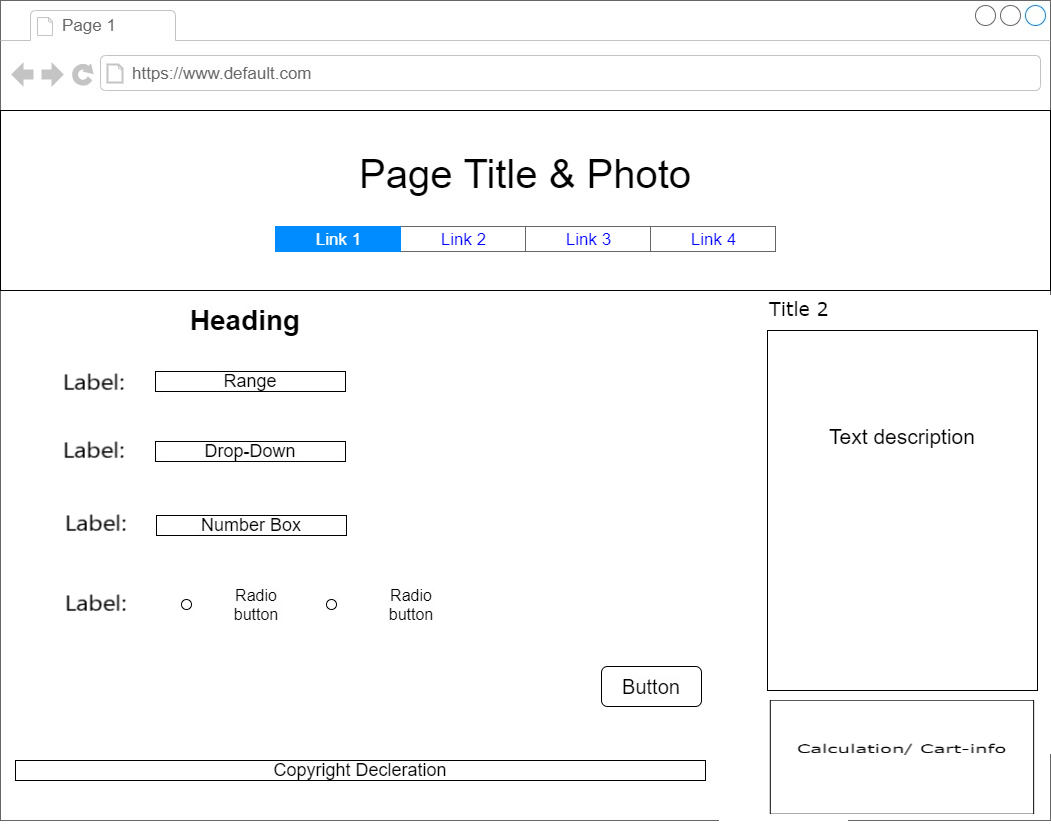 Page 1
https://www.default.com
Page Title & Photo
Link 1
Link 2
Link 3
Link 4
Heading
Label:
Range
Label:
Drop-Down
Label:
Number Box
Label:
Radio
button
Radio
button
Button
Copyright Decleration
Title 2
Text description
Calculation/ Cart-info